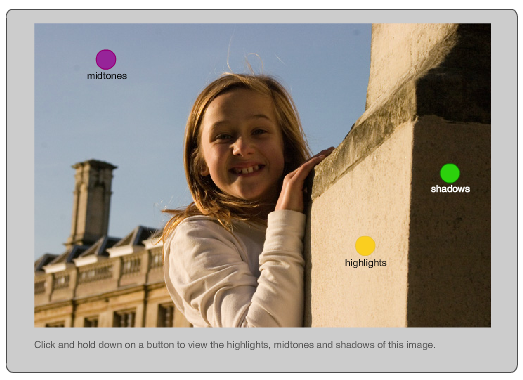 midtones
shadows
highlights
Click and hold down on a button to view the highlights, midtones and shadows of this image.